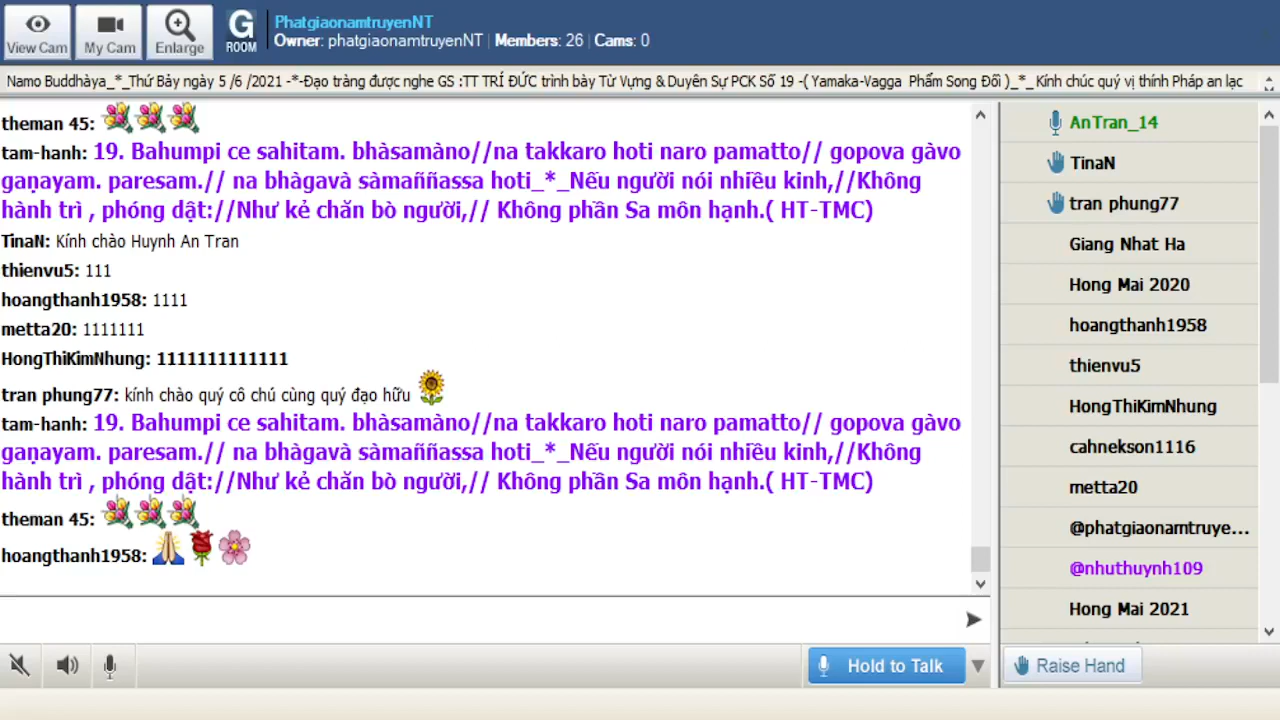 View Cam
My Cam
Enlarge
G
ROOM
PhatgiaonamtruyenNT
Owner: phatgiaonamtruyenNT | Members: 26 | Cams: 0
Namo Buddhàya_*_Thứ Bảy ngày 5 /6 /2021 -*-Đạo tràng được nghe GS :TT TRÍ ĐỨC trình bày Từ Vựng & Duyên Sự PCK Số 19 -( Yamaka-Vagga Phẩm Song Đối )_*_ Kính chúc quý vị thính Pháp an lạc
theman 45:
tam-hanh: 19. Bahumpi ce sahitam. bhàsamàno//na takkaro hoti naro pamatto// gopova gàvo
gaṇayam. paresam.// na bhàgavà sàmaññassa hoti_*_Nếu người nói nhiều kinh,//Không
hành trì , phóng dật://Như kẻ chăn bò người,// Không phần Sa môn hạnh.( HT-TMC)
TinaN: Kính chào Huynh An Tran
thienvu5: 111
hoangthanh1958: 1111
metta20: 1111111
HongThiKimNhung: 1111111111111
tran phung77: kính chào quý cô chú cùng quý đạo hữu
tam-hanh: 19. Bahumpi ce sahitam. bhàsamàno//na takkaro hoti naro pamatto// gopova gàvo
gaṇayam. paresam.// na bhàgavà sàmaññassa hoti_*_Nếu người nói nhiều kinh,//Không
hành trì , phóng dật://Như kẻ chăn bò người,// Không phần Sa môn hạnh.( HT-TMC)
theman 45:
hoangthanh1958:
AnTran_14
TinaN
tran phung77
Giang Nhat Ha
Hong Mai 2020
hoangthanh1958
thienvu5
HongThiKimNhung
cahnekson1116
metta20
@phatgiaonamtruye...
@nhuthuynh109
Hong Mai 2021
Hold to Talk
Raise Hand